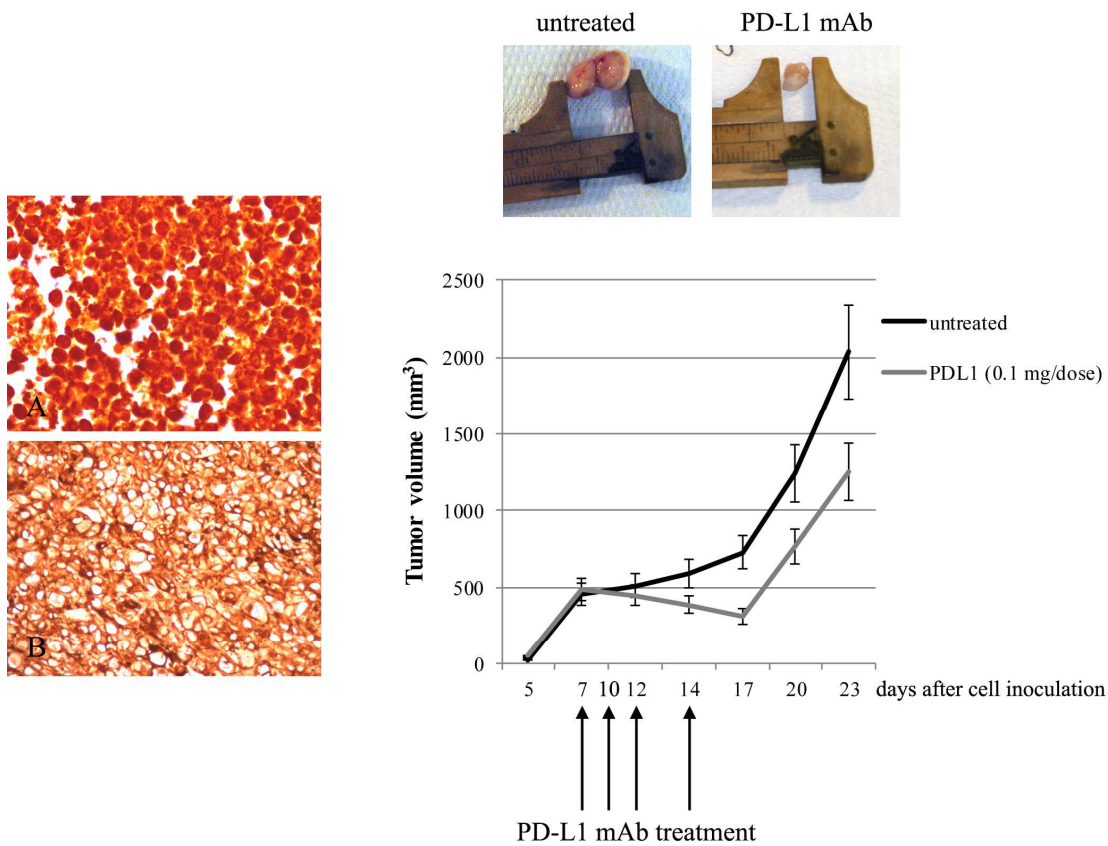 untreated
PD-L1 mAb
A
B
Tumor volume (mm³)
2500
2000
1500
1000
500
0
5 7 10 12 14 17 20 23 days after cell inoculation
untreated
PDL1 (0.1 mg/dose)
PD-L1 mAb treatment